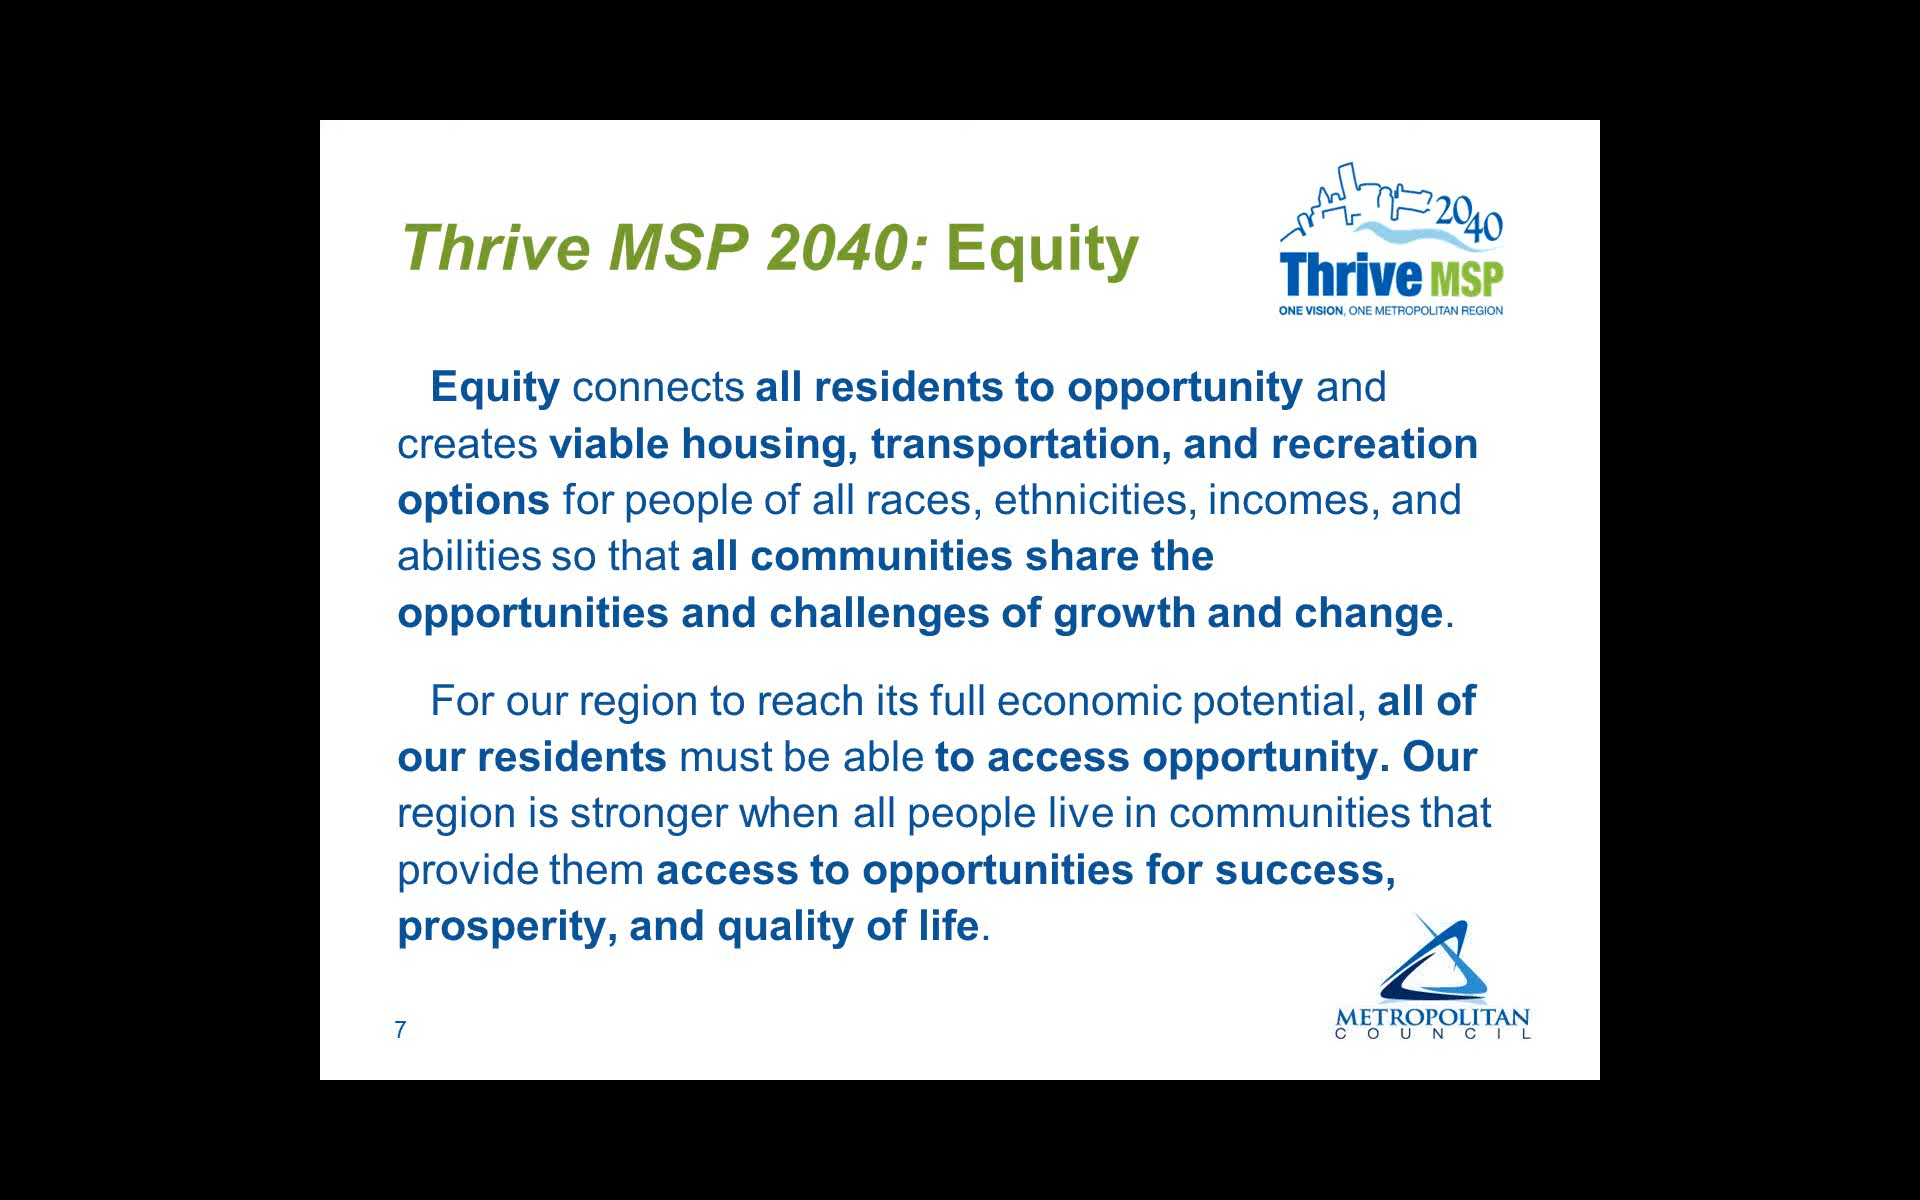 Thrive MSP 2040: Equity
2040
Thrive MSP
ONE VISION, ONE METROPOLITAN REGION
Equity connects all residents to opportunity and
creates viable housing, transportation, and recreation
options for people of all races, ethnicities, incomes, and
abilities so that all communities share the
opportunities and challenges of growth and change.
For our region to reach its full economic potential, all of
our residents must be able to access opportunity. Our
region is stronger when all people live in communities that
provide them access to opportunities for success,
prosperity, and quality of life.
7
METROPOLITAN
COUNCIL